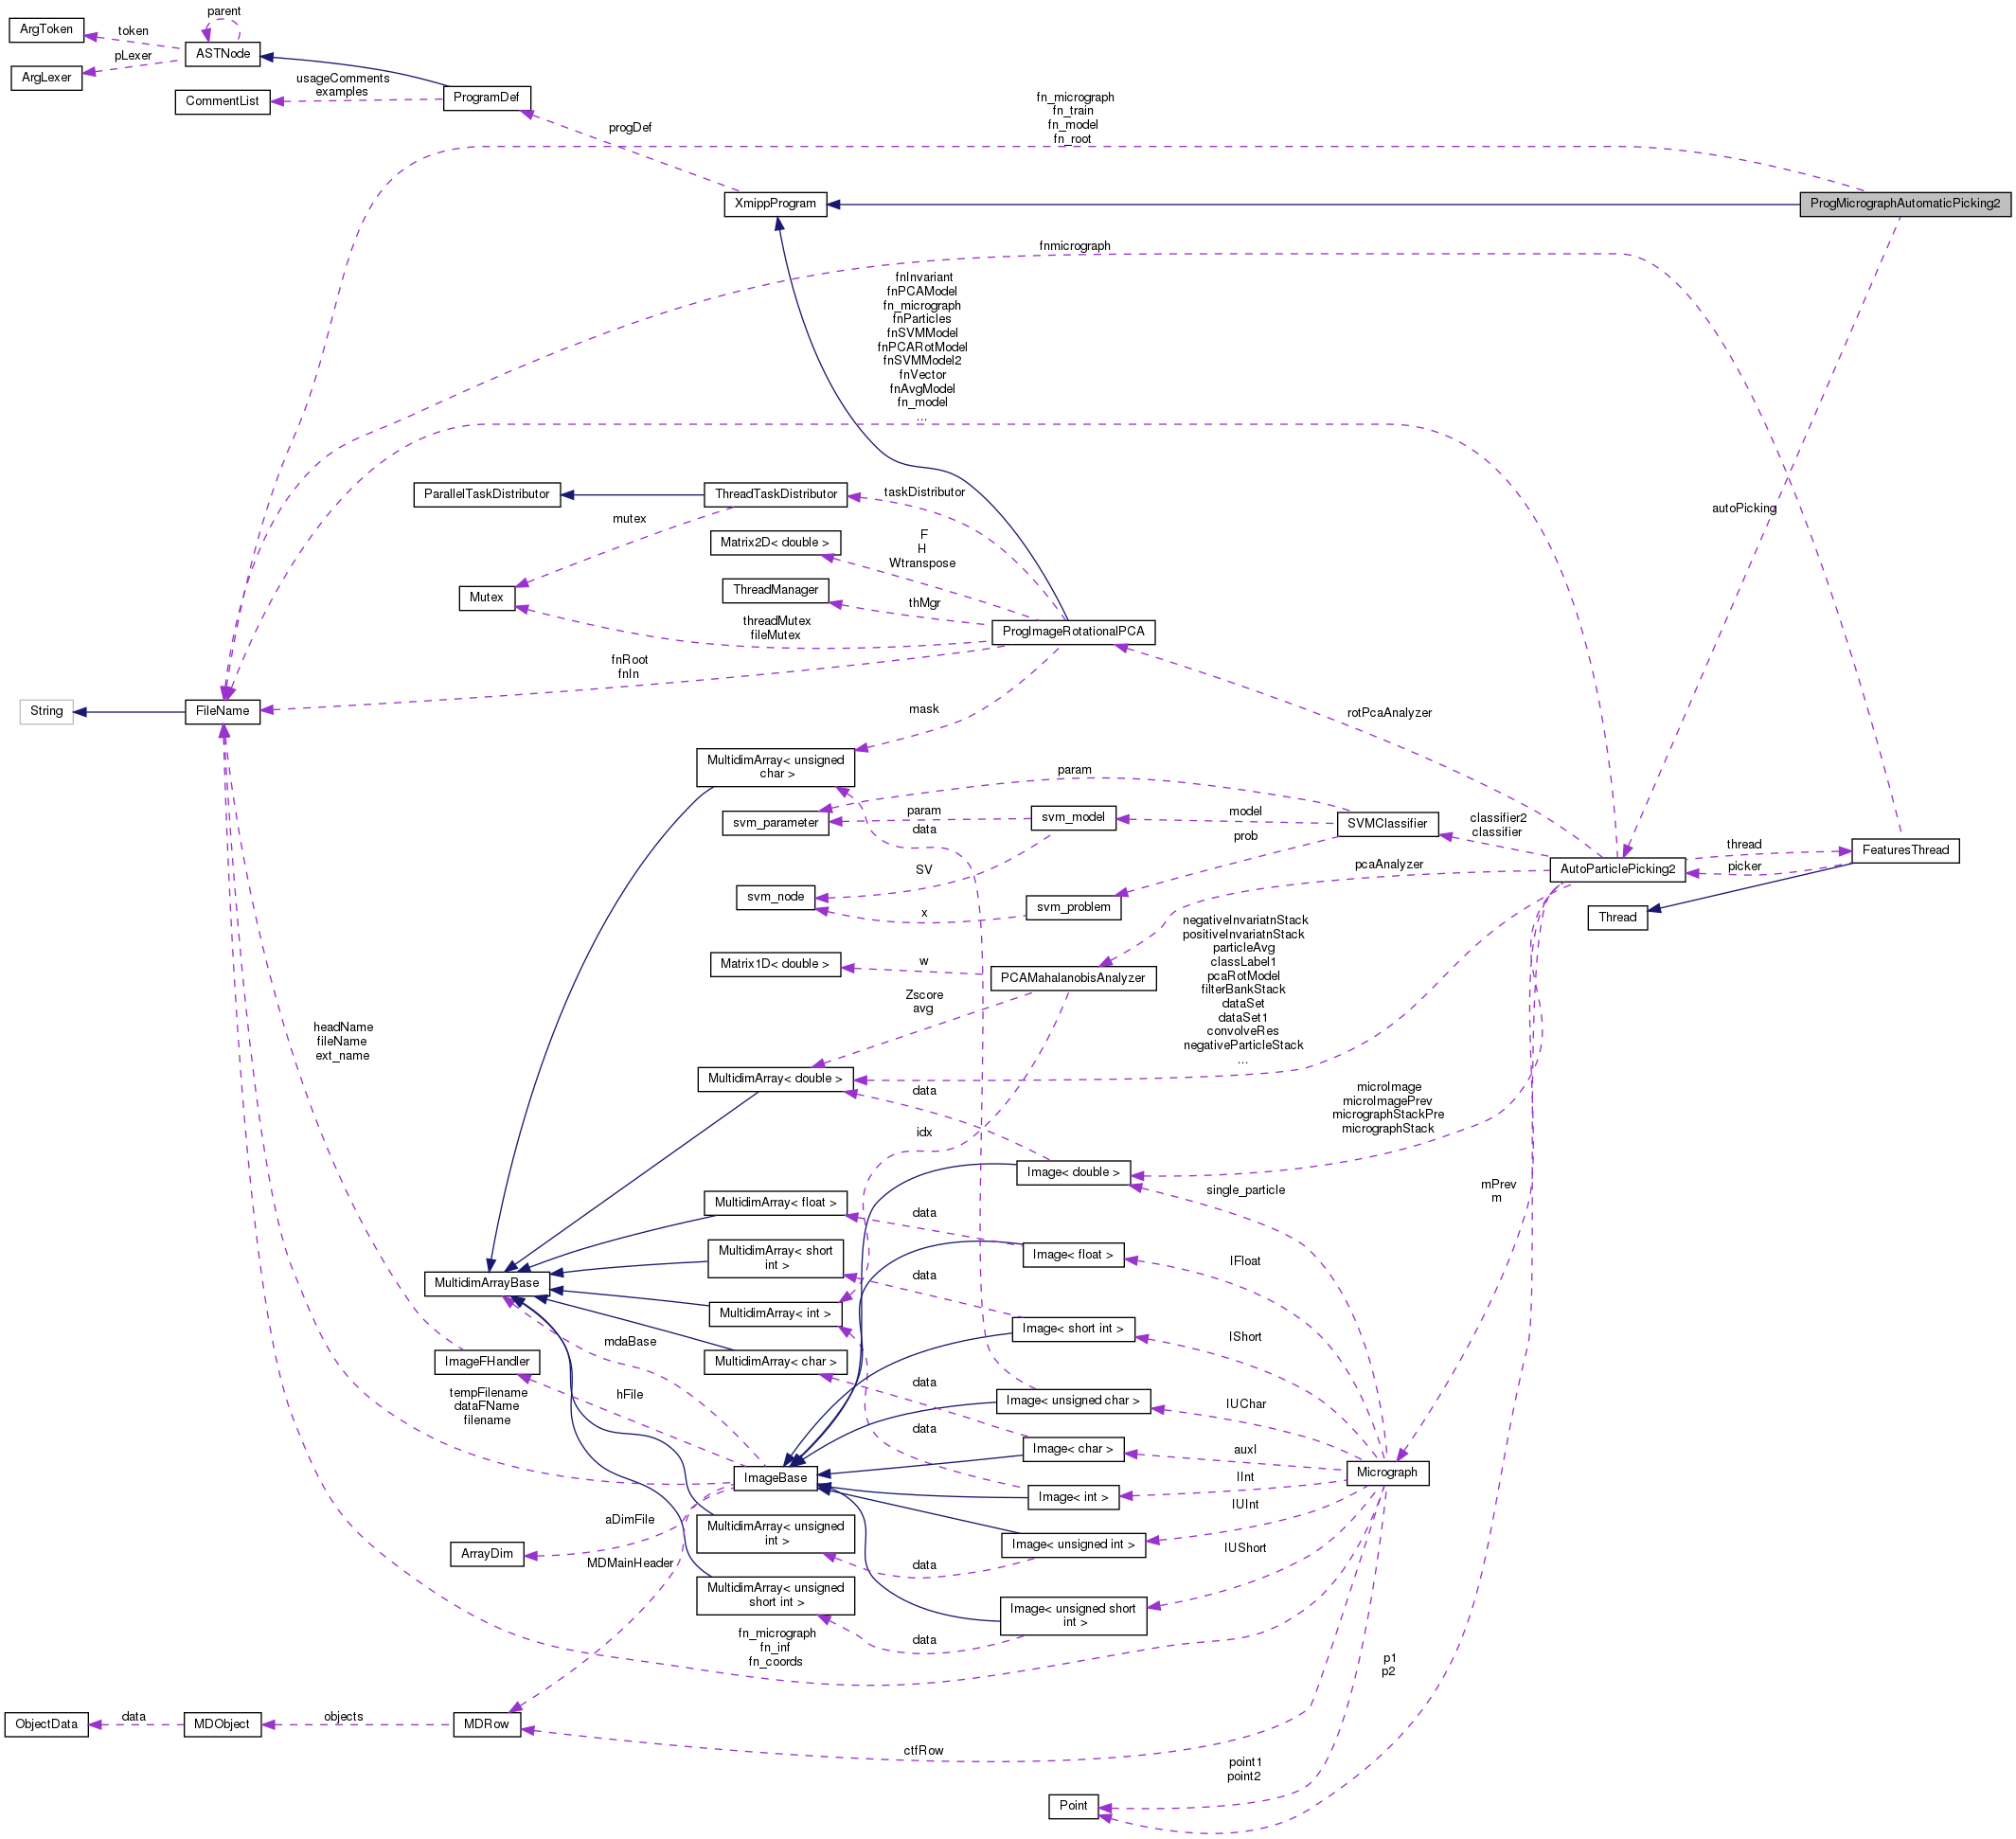 parent
ArgToken
token
ASTNode
pLexer
ArgLexer
usageComments
examples
CommentList
ProgramDef
fn_micrograph
fn_train
fn_model
fn_root
progDef
XmippProgram
ProgMicrographAutomaticPicking2
fnmicrograph
fnInvariant
fnPCAModel
fn_micrograph
fnParticles
fnSVMModel
fnPCARotModel
fnSVMModel2
fnVector
fnAvgModel
fn_model
...
ParallelTaskDistributor
ThreadTaskDistributor
taskDistributor
autoPicking
mutex
Matrix2D< double >
F
H
Wtranspose
Mutex
ThreadManager
thMgr
threadMutex
fileMutex
ProgImageRotationalPCA
fnRoot
fnIn
String
FileName
mask
rotPcaAnalyzer
MultidimArray< unsigned
char >
param
svm_parameter
param
svm_model
model
SVMClassifier
classifier2
classifier
data
prob
thread
FeaturesThread
picker
AutoParticlePicking2
SV
pcaAnalyzer
svm_node
x
svm_problem
Thread
negativeInvariatnStack
positiveInvariatnStack
particleAvg
classLabel1
pcaRotModel
filterBankStack
dataSet
dataSet1
convolveRes
negativeParticleStack
...
Matrix1D< double >
w
PCAMahalanobisAnalyzer
Zscore
avg
headName
fileName
ext_name
MultidimArray< double >
data
microImage
microImagePrev
micrographStackPre
micrographStack
idx
Image< double >
single_particle
mPrev
m
MultidimArray< float >
data
Image< float >
IFloat
MultidimArray< short
int >
data
MultidimArrayBase
MultidimArray< int >
Image< short int >
IShort
mdaBase
ImageFHandler
MultidimArray< char >
tempFilename
dataFName
filename
hFile
data
Image< unsigned char >
IUChar
data
Image< char >
auxI
ImageBase
Micrograph
IInt
Image< int >
IUInt
aDimFile
MultidimArray< unsigned
int >
Image< unsigned int >
ArrayDim
MDMainHeader
data
IUShort
MultidimArray< unsigned
short int >
Image< unsigned short
int >
fn_micrograph
fn_inf
fn_coords
data
p1
p2
ObjectData
data
MDObject
objects
MDRow
ctfRow
point1
point2
Point